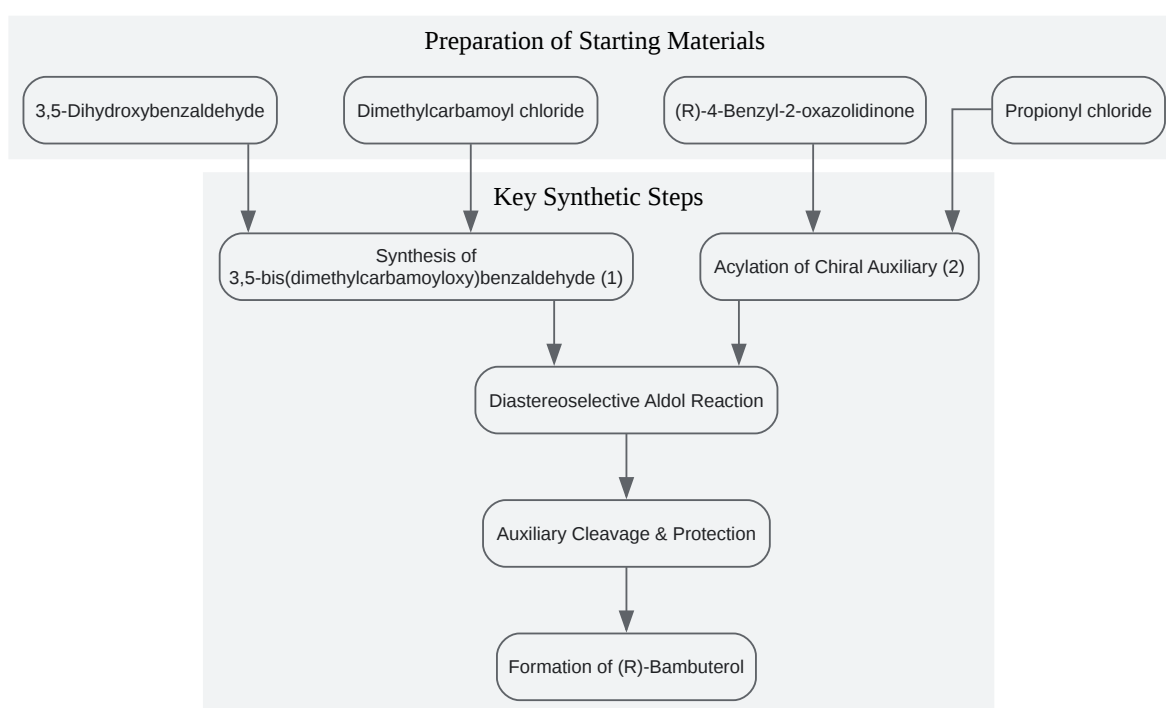 Preparation of Starting Materials
3,5-Dihydroxybenzaldehyde
Dimethylcarbamoyl chloride
(R)-4-Benzyl-2-oxazolidinone
Propionyl chloride
Key Synthetic Steps
Synthesis of
3,5-bis(dimethylcarbamoyloxy)benzaldehyde (1)
Acylation of Chiral Auxiliary (2)
Diastereoselective Aldol Reaction
Auxiliary Cleavage & Protection
Formation of (R)-Bambuterol